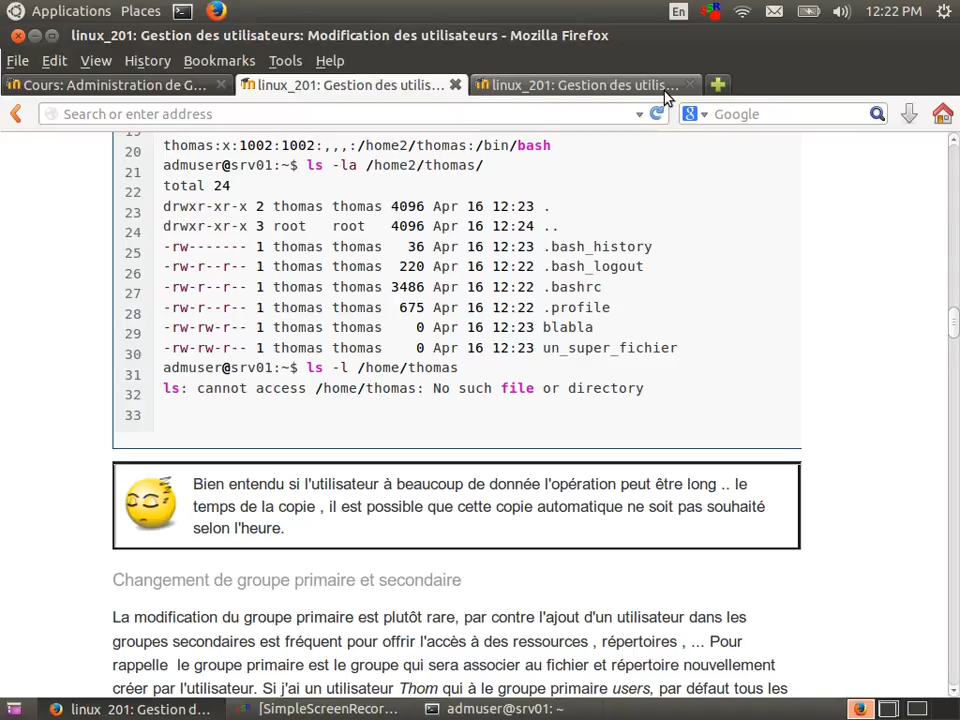 Applications Places En 12:22 PM
linux_201: Gestion des utilisateurs: Modification des utilisateurs - Mozilla Firefox
File Edit View History Bookmarks Tools Help
Cours: Administration de G... linux_201: Gestion des utilis... linux_201: Gestion des utilis...
Search or enter address Google
19
20 thomas:x:1002:1002:,,,:/home2/thomas:/bin/bash
21 admuser@srv01:~$ ls -la /home2/thomas/
22 total 24
23 drwxr-xr-x 2 thomas thomas 4096 Apr 16 12:23 .
24 drwxr-xr-x 3 root root 4096 Apr 16 12:24 ..
25 -rw------- 1 thomas thomas 36 Apr 16 12:23 .bash_history
26 -rw-r--r-- 1 thomas thomas 220 Apr 16 12:22 .bash_logout
27 -rw-r--r-- 1 thomas thomas 3486 Apr 16 12:22 .bashrc
28 -rw-r--r-- 1 thomas thomas 675 Apr 16 12:22 .profile
29 -rw-rw-r-- 1 thomas thomas 0 Apr 16 12:23 blabla
30 -rw-rw-r-- 1 thomas thomas 0 Apr 16 12:23 un_super_fichier
31 admuser@srv01:~$ ls -l /home/thomas
32 ls: cannot access /home/thomas: No such file or directory
33
Bien entendu si l'utilisateur à beaucoup de donnée l'opération peut être long .. le
temps de la copie , il est possible que cette copie automatique ne soit pas souhaité
selon l'heure.
Changement de groupe primaire et secondaire
La modification du groupe primaire est plutôt rare, par contre l'ajout d'un utilisateur dans les
groupes secondaires est fréquent pour offrir l'accès à des ressources , répertoires , ... Pour
rappelle le groupe primaire est le groupe qui sera associer au fichier et répertoire nouvellement
créer par l'utilisateur. Si j'ai un utilisateur Thom qui à le groupe primaire users, par défaut tous les
linux_201: Gestion d... [SimpleScreenRecor... admuser@srv01: ~